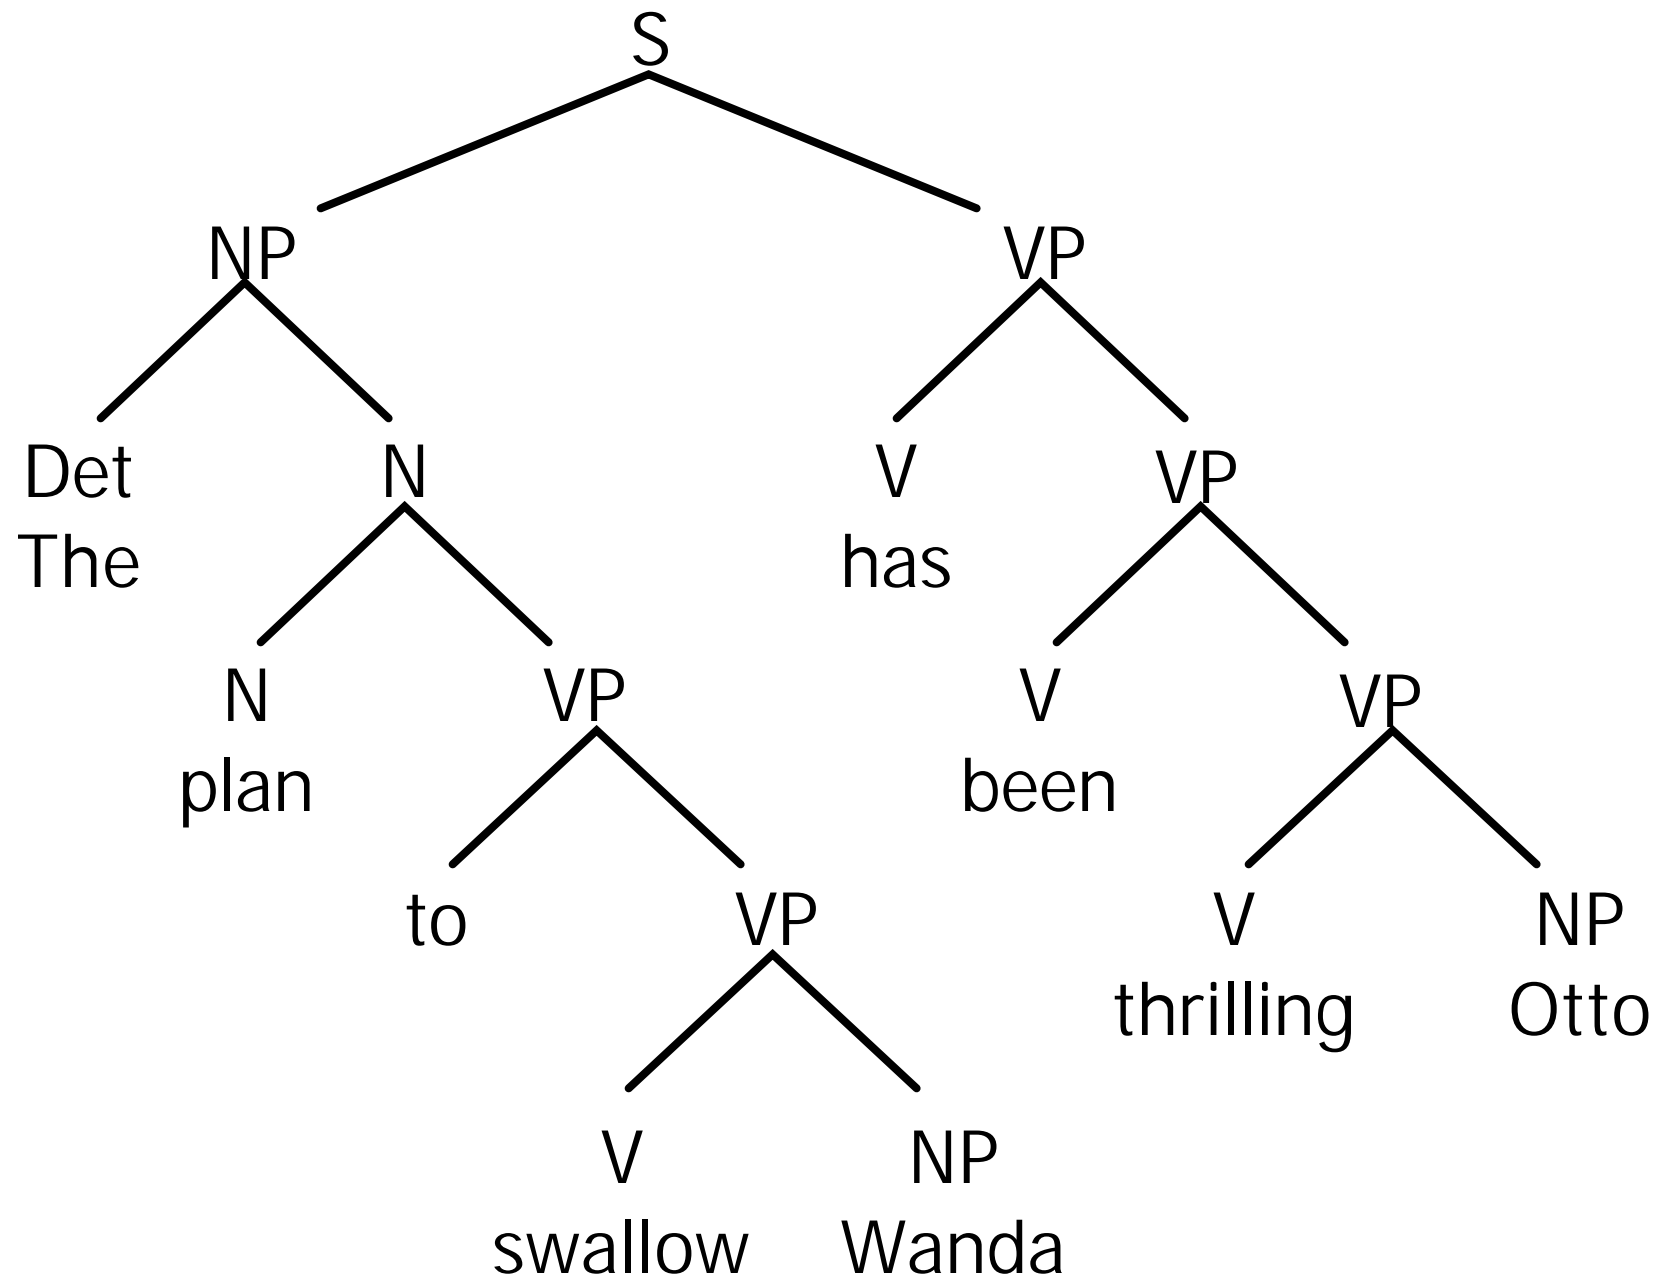 S
NP VP
Det N V VP
The has
N VP V VP
plan been
to VP V NP
thrilling Otto
V NP
swallow Wanda